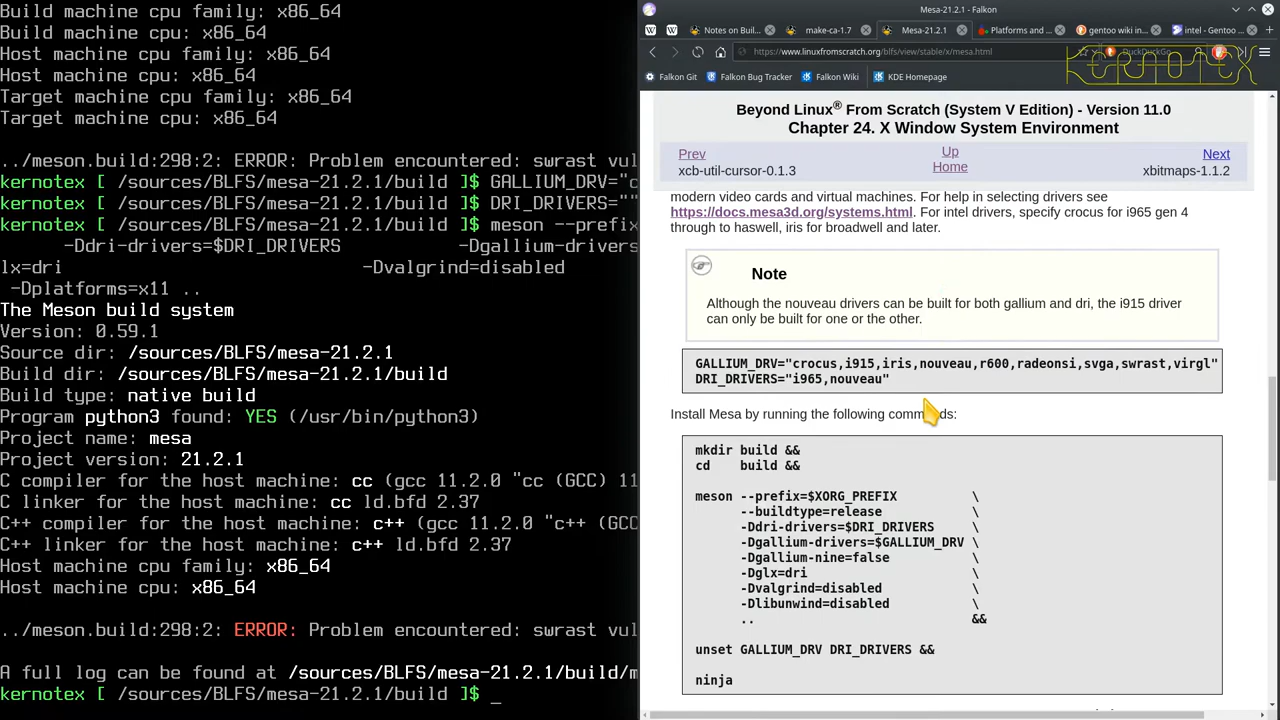 Build machine cpu family: x86_64
Build machine cpu: x86_64
Host machine cpu family: x86_64
Host machine cpu: x86_64
Target machine cpu family: x86_64
Target machine cpu: x86_64
../meson.build:298:2: ERROR: Problem encountered: swrast vul
kernotex [ /sources/BLFS/mesa-21.2.1/build ]$ GALLIUM_DRV="c
kernotex [ /sources/BLFS/mesa-21.2.1/build ]$ DRI_DRIVERS=""
kernotex [ /sources/BLFS/mesa-21.2.1/build ]$ meson --prefix
-Ddri-drivers=$DRI_DRIVERS -Dgallium-drivers
lx=dri -Dvalgrind=disabled
-Dplatforms=x11 ..
The Meson build system
Version: 0.59.1
Source dir: /sources/BLFS/mesa-21.2.1
Build dir: /sources/BLFS/mesa-21.2.1/build
Build type: native build
Program python3 found: YES (/usr/bin/python3)
Project name: mesa
Project version: 21.2.1
C compiler for the host machine: cc (gcc 11.2.0 "cc (GCC) 11
C linker for the host machine: cc ld.bfd 2.37
C++ compiler for the host machine: c++ (gcc 11.2.0 "c++ (GCC
C++ linker for the host machine: c++ ld.bfd 2.37
Host machine cpu family: x86_64
Host machine cpu: x86_64
../meson.build:298:2: ERROR: Problem encountered: swrast vul
A full log can be found at /sources/BLFS/mesa-21.2.1/build/m
kernotex [ /sources/BLFS/mesa-21.2.1/build ]$ _
Mesa-21.2.1 - Falkon
Notes on Buil... make-ca-1.7 Mesa-21.2.1 Platforms and ... gentoo wiki in... intel - Gentoo ...
https://www.linuxfromscratch.org/blfs/view/stable/x/mesa.html DuckDuckGo
KERNOTEX
Falkon Git Falkon Bug Tracker Falkon Wiki KDE Homepage
Beyond Linux® From Scratch (System V Edition) - Version 11.0
Chapter 24. X Window System Environment
Prev Up Next
xcb-util-cursor-0.1.3 Home xbitmaps-1.1.2
modern video cards and virtual machines. For help in selecting drivers see
https://docs.mesa3d.org/systems.html. For intel drivers, specify crocus for i965 gen 4
through to haswell, iris for broadwell and later.
Note
Although the nouveau drivers can be built for both gallium and dri, the i915 driver
can only be built for one or the other.
GALLIUM_DRV="crocus,i915,iris,nouveau,r600,radeonsi,svga,swrast,virgl"
DRI_DRIVERS="i965,nouveau"
Install Mesa by running the following commands:
mkdir build &&
cd build &&
meson --prefix=$XORG_PREFIX \
--buildtype=release \
-Ddri-drivers=$DRI_DRIVERS \
-Dgallium-drivers=$GALLIUM_DRV \
-Dgallium-nine=false \
-Dglx=dri \
-Dvalgrind=disabled \
-Dlibunwind=disabled \
.. &&
unset GALLIUM_DRV DRI_DRIVERS &&
ninja